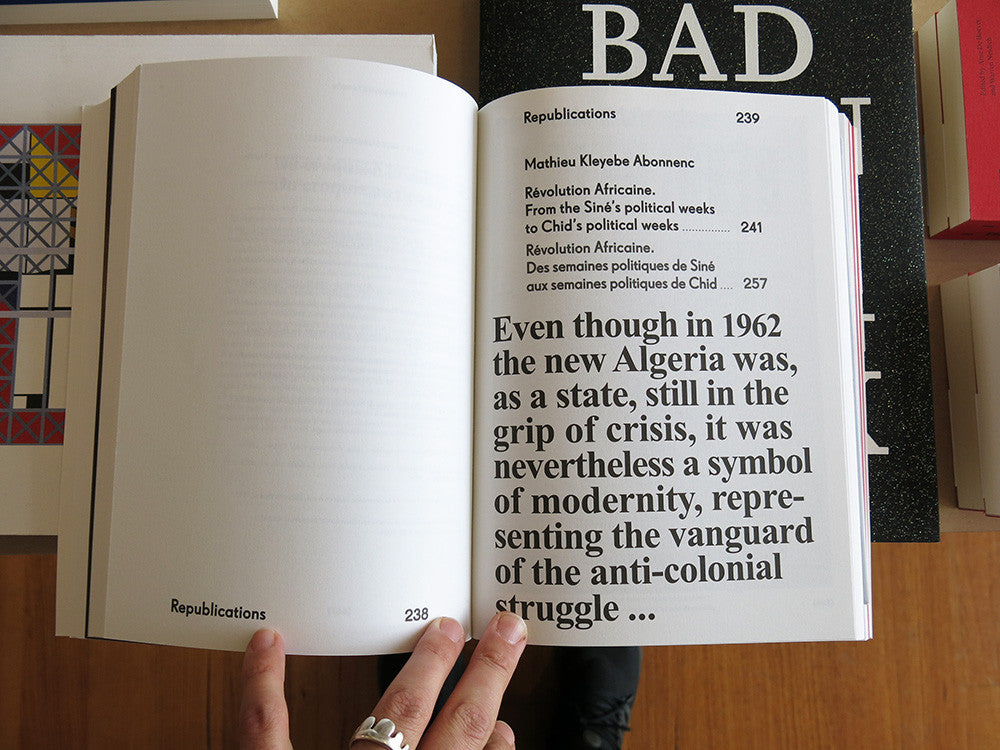 BAD
Republications
238
Republications 239
Mathieu Kleyebe Abonnenc
Révolution Africaine.
From the Siné's political weeks
to Chid's political weeks ............... 241
Révolution Africaine.
Des semaines politiques de Siné
aux semaines politiques de Chid .... 257
Even though in 1962
the new Algeria was,
as a state, still in the
grip of crisis, it was
nevertheless a symbol
of modernity, repre-
senting the vanguard
of the anti-colonial
struggle ...